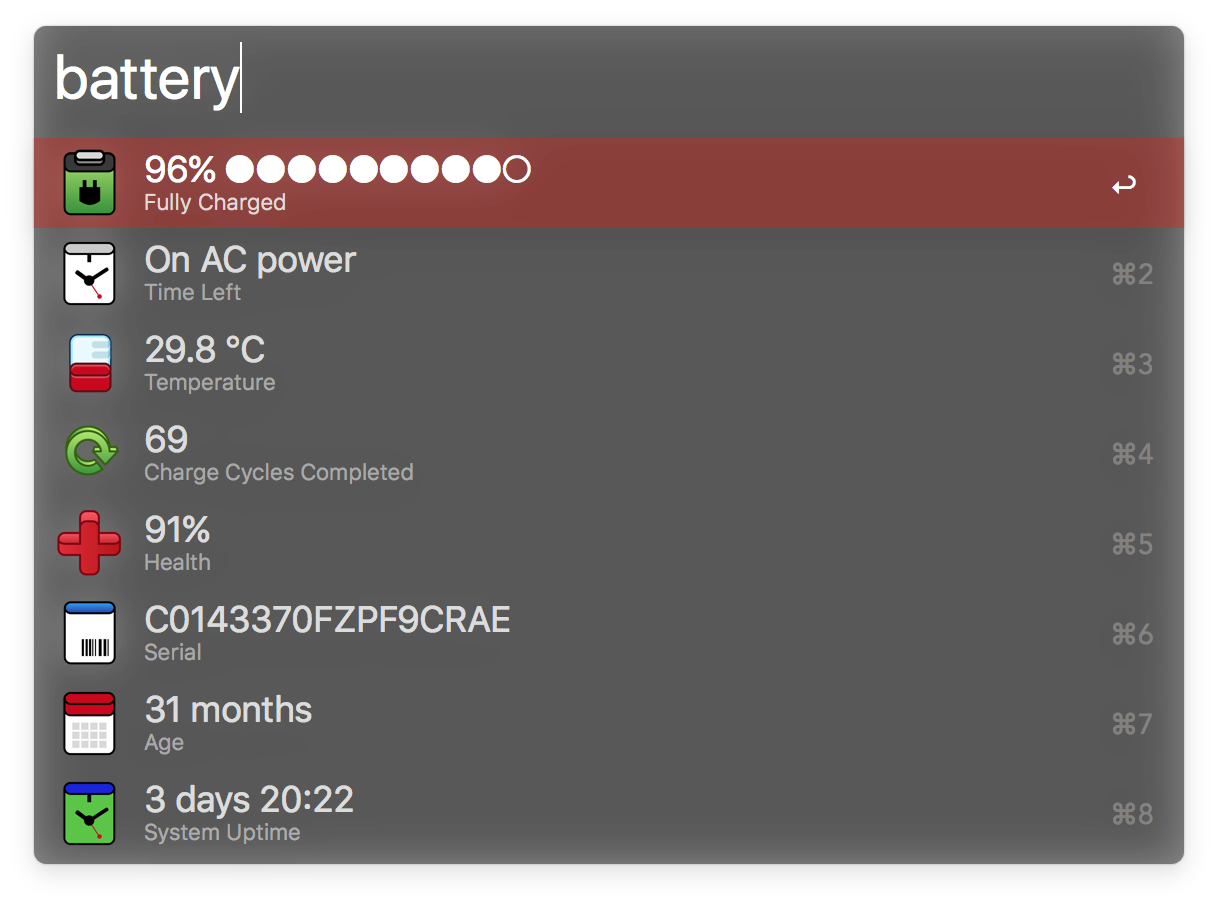 battery
96% ●●●●●●●●●○
Fully Charged
↩
On AC power
Time Left
⌘2
29.8 °C
Temperature
⌘3
69
Charge Cycles Completed
⌘4
91%
Health
⌘5
C0143370FZPF9CRAE
Serial
⌘6
31 months
Age
⌘7
3 days 20:22
System Uptime
⌘8